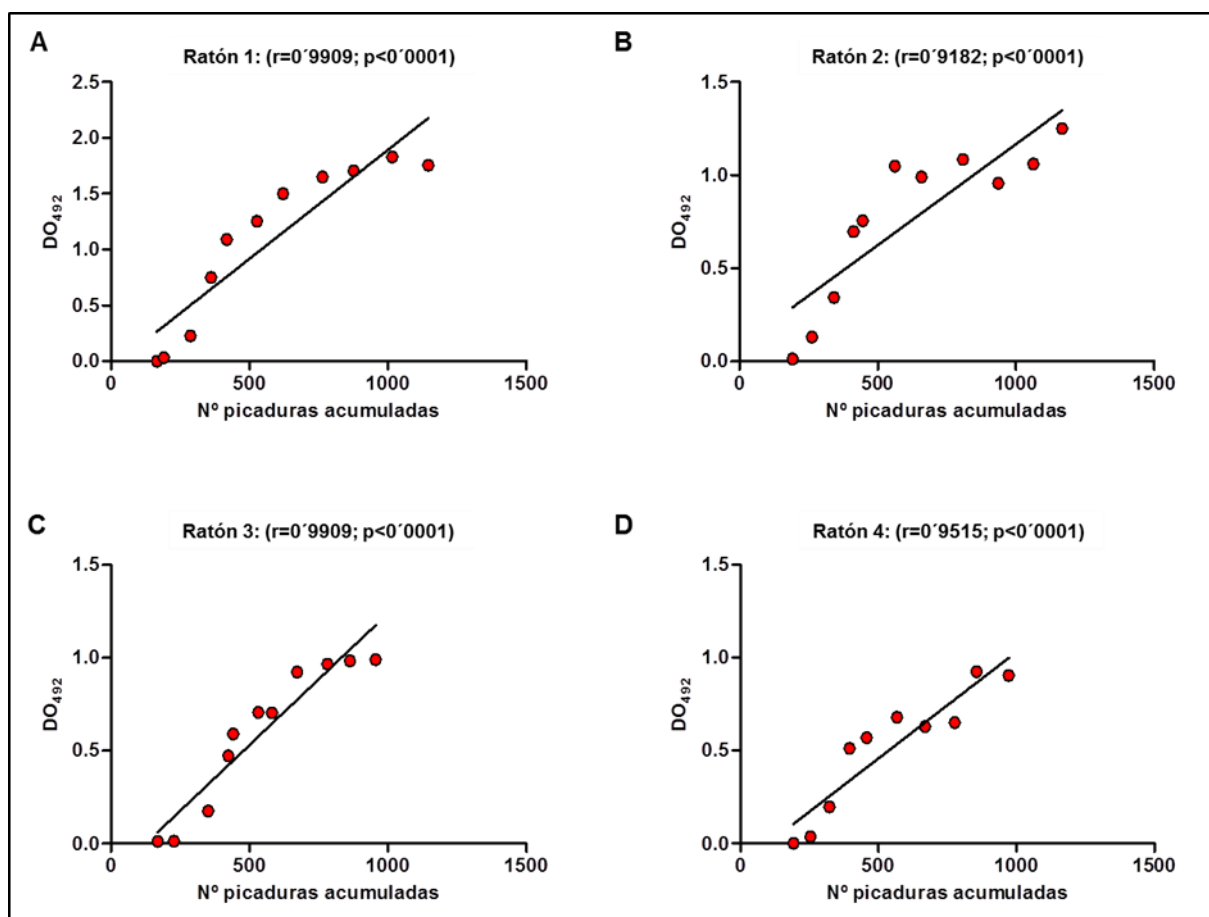 A
Ratón 1: (r=0´9909; p<0´0001)
2.5
2.0
1.5
1.0
0.5
0.0
DO492
0
500
1000
1500
Nº picaduras acumuladas
B
Ratón 2: (r=0´9182; p<0´0001)
1.5
1.0
0.5
0.0
DO492
0
500
1000
1500
Nº picaduras acumuladas
C
Ratón 3: (r=0´9909; p<0´0001)
1.5
1.0
0.5
0.0
DO492
0
500
1000
1500
Nº picaduras acumuladas
D
Ratón 4: (r=0´9515; p<0´0001)
1.5
1.0
0.5
0.0
DO492
0
500
1000
1500
Nº picaduras acumuladas